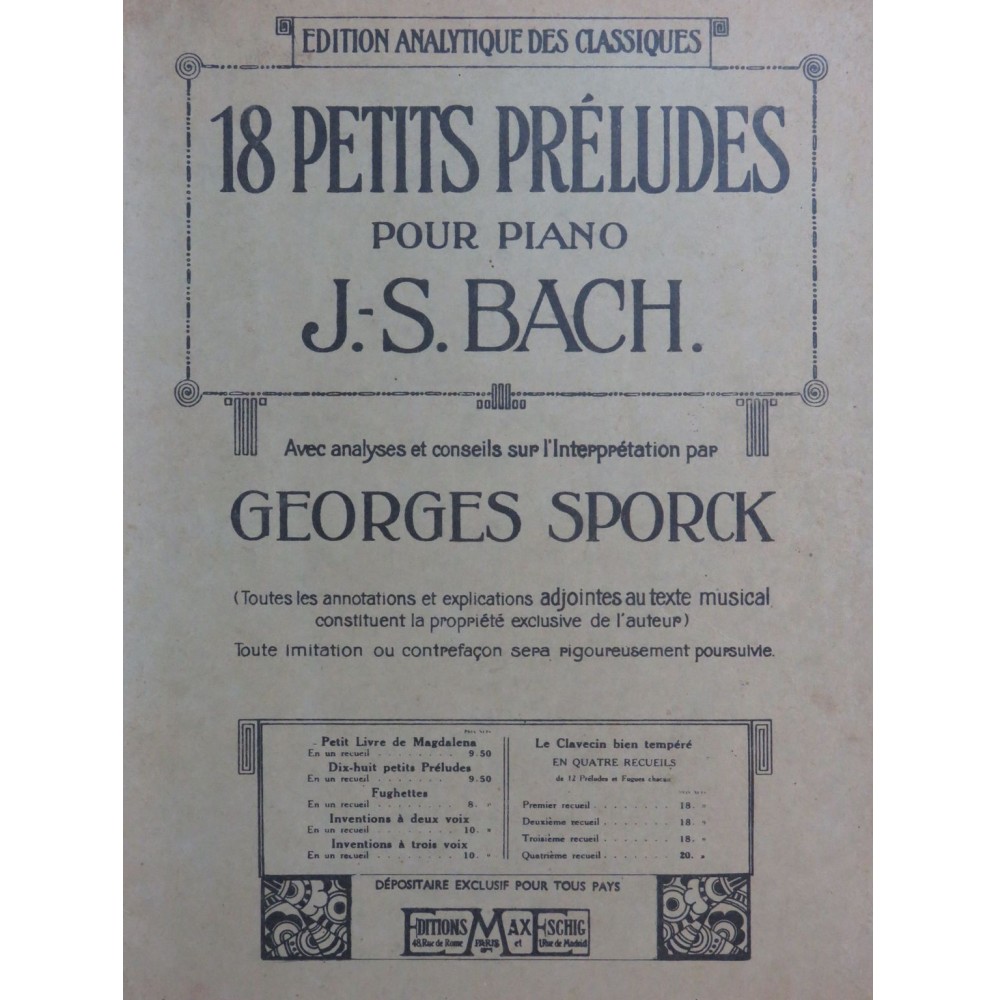 EDITION ANALYTIQUE DES CLASSIQUES
18 PETITS PRÉLUDES
POUR PIANO
J.-S. BACH.
Avec analyses et conseils sur l'Interprétation par
GEORGES SPORCK
(Toutes les annotations et explications adjointes au texte musical
constituent la propriété exclusive de l'auteur)
Toute imitation ou contrefaçon sera rigoureusement poursuivie.
Petit Livre de Magdalena
En un recueil . . . . . . . . . 9.50
Dix-huit petits Préludes
En un recueil . . . . . . . 9.50
Fughettes
En un recueil . . . . . . . . . 8. "
Inventions à deux voix
En un recueil . . . . . . . . . 10. "
Inventions à trois voix
En un recueil . . . . . . . . . 10. "
Le Clavecin bien tempéré
EN QUATRE RECUEILS
de 12 Préludes et Fugues chacun
Premier recueil . . . . . . . . 18. "
Deuxième recueil . . . . . . . 18. "
Troisième recueil . . . . . . . 18. "
Quatrième recueil . . . . . . . 20. "
DÉPOSITAIRE EXCLUSIF POUR TOUS PAYS
EDITIONS MAX ESCHIG
48, Rue de Rome PARIS et 1, Rue de Madrid